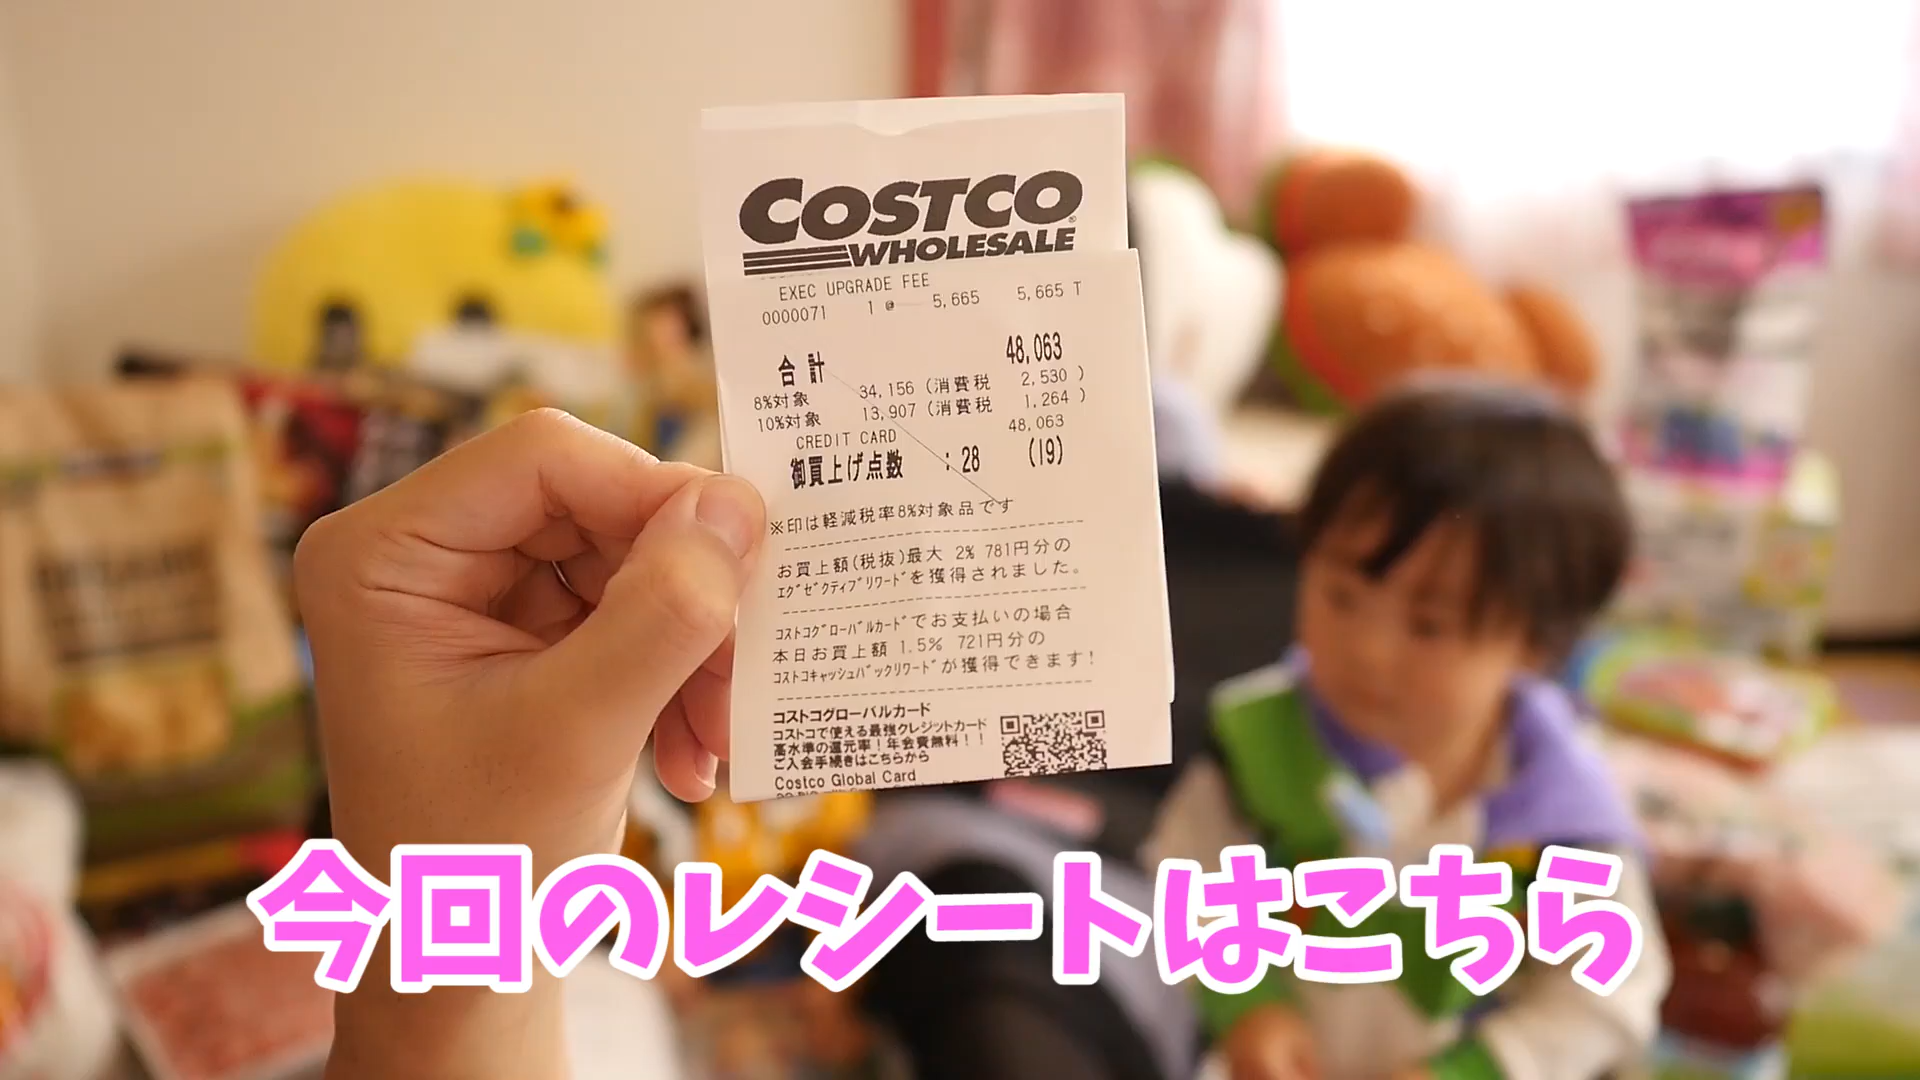 COSTCO
WHOLESALE
EXEC UPGRADE FEE
0000071 1 @ 5,665 5,665 T
合計 48,063
8%対象 34,156 (消費税 2,530 )
10%対象 13,907 (消費税 1,264 )
CREDIT CARD 48,063
御買上げ点数 : 28 (19)
※印は軽減税率8%対象品です
お買上額(税抜)最大 2% 781円分の
ｴｸﾞｾﾞｸﾃｨﾌﾞﾘﾜｰﾄﾞを獲得されました。
ｺｽﾄｺｸﾞﾛｰﾊﾞﾙｶｰﾄﾞでお支払いの場合
本日お買上額 1.5% 721円分の
ｺｽﾄｺｷｬｯｼｭﾊﾞｯｸﾘﾜｰﾄﾞが獲得できます!
コストコグローバルカード
コストコで使える最強クレジットカード
高水準の還元率！年会費無料！！
ご入会手続きはこちらから
Costco Global Card
今回のレシートはこちら